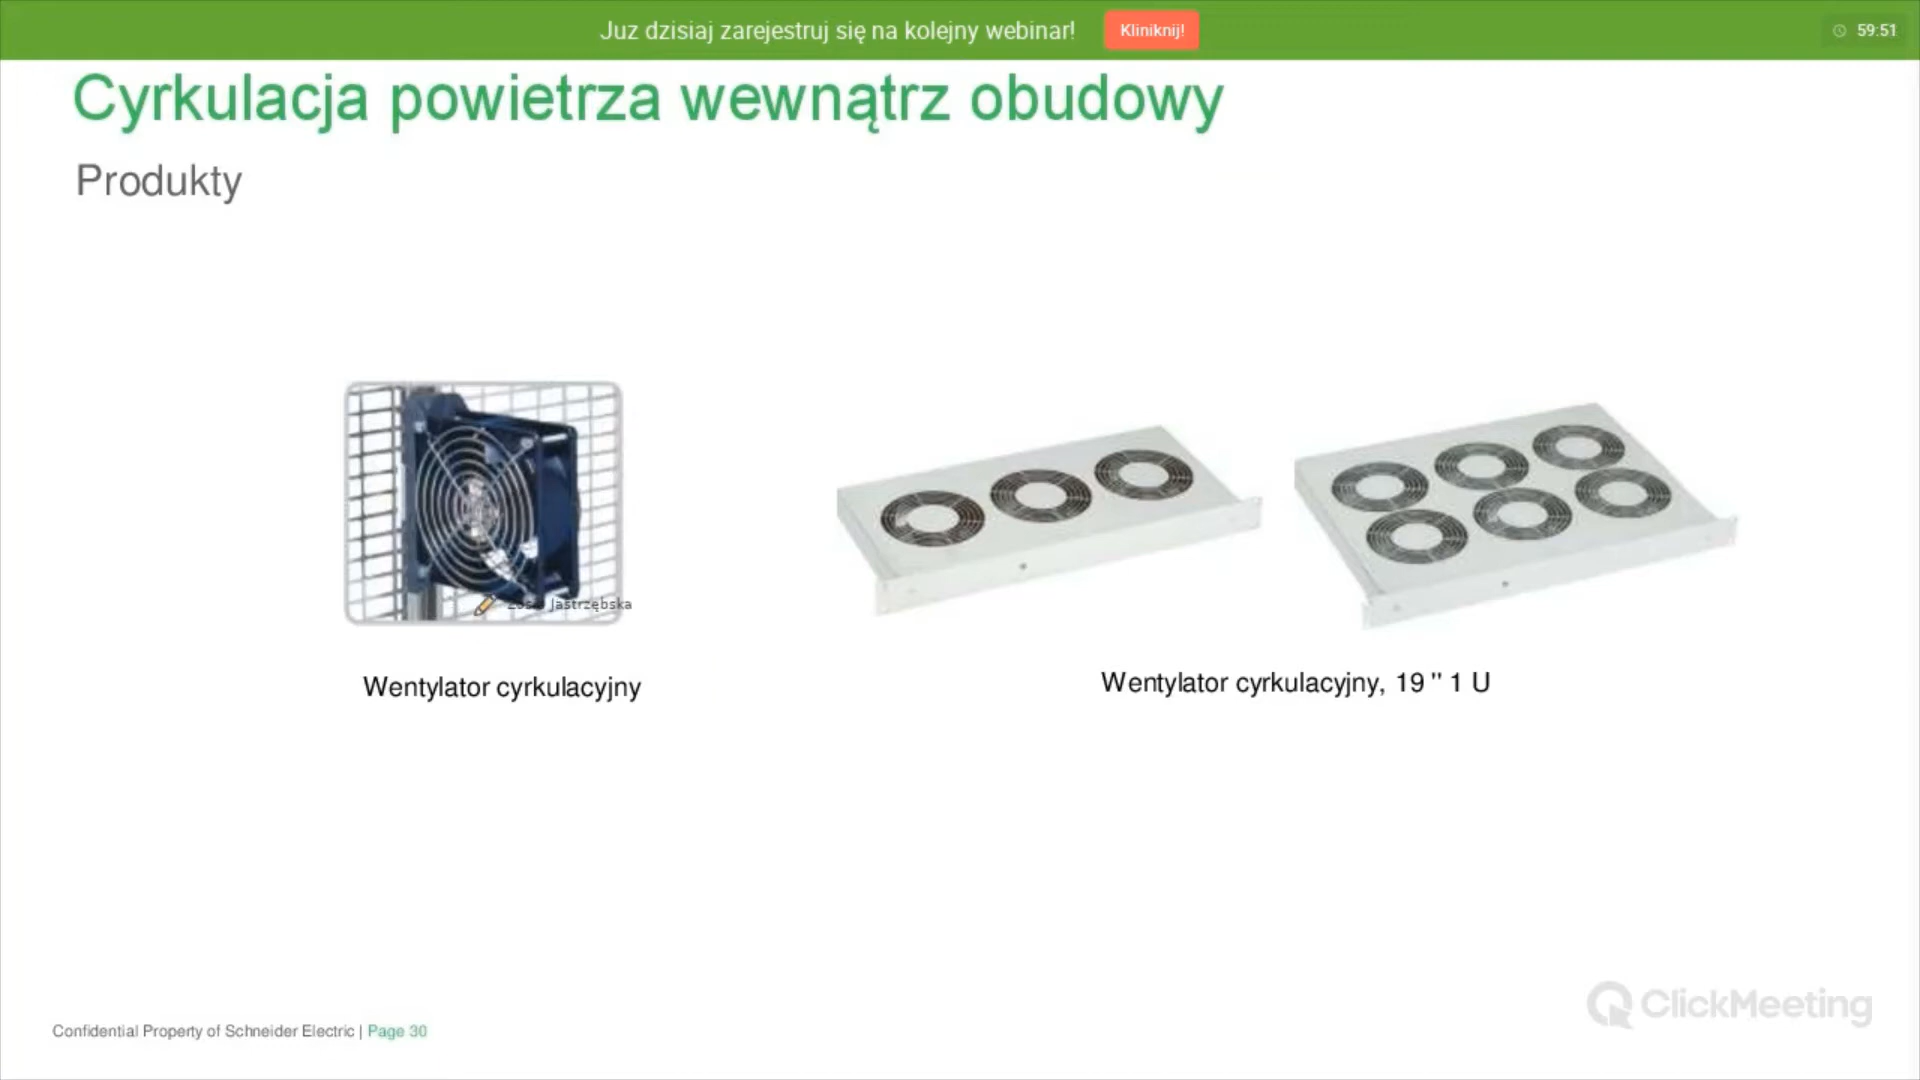 Juz dzisiaj zarejestruj się na kolejny webinar!
Kliniknij!
59:51
Cyrkulacja powietrza wewnątrz obudowy
Produkty
Jastrzębska
Wentylator cyrkulacyjny
Wentylator cyrkulacyjny, 19 " 1 U
ClickMeeting
Confidential Property of Schneider Electric | Page 30